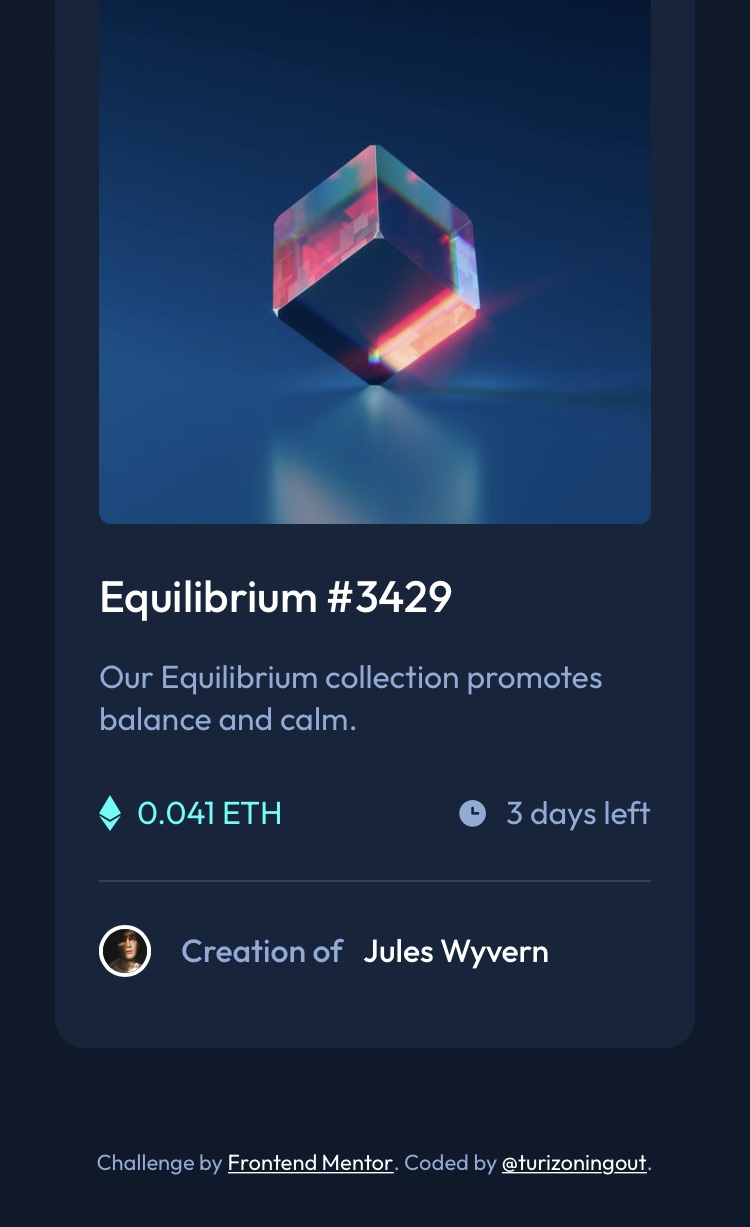 Equilibrium #3429
Our Equilibrium collection promotes
balance and calm.
0.041 ETH
3 days left
Creation of Jules Wyvern
Challenge by Frontend Mentor. Coded by @turizoningout.